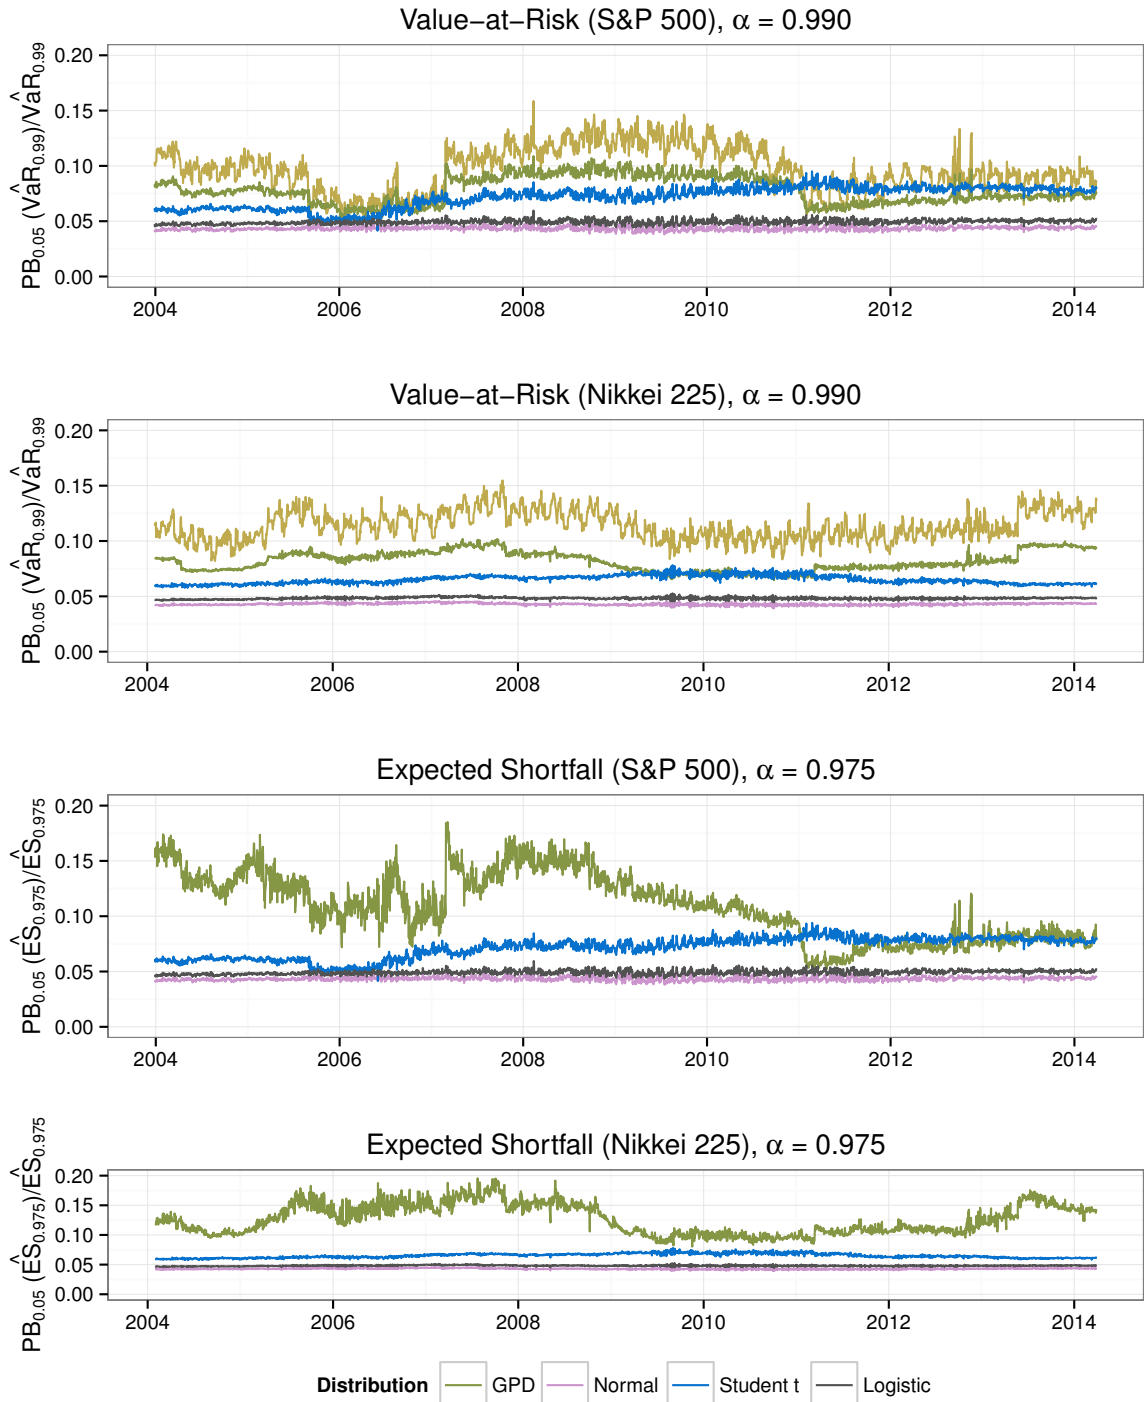 Value−at−Risk (S&P 500), α = 0.990
PB0.05 (VâR0.99)/VâR0.99
0.20
0.15
0.10
0.05
0.00
2004 2006 2008 2010 2012 2014
Value−at−Risk (Nikkei 225), α = 0.990
PB0.05 (VâR0.99)/VâR0.99
0.20
0.15
0.10
0.05
0.00
2004 2006 2008 2010 2012 2014
Expected Shortfall (S&P 500), α = 0.975
PB0.05 (ÊS0.975)/ÊS0.975
0.20
0.15
0.10
0.05
0.00
2004 2006 2008 2010 2012 2014
Expected Shortfall (Nikkei 225), α = 0.975
PB0.05 (ÊS0.975)/ÊS0.975
0.20
0.15
0.10
0.05
0.00
2004 2006 2008 2010 2012 2014
Distribution GPD Normal Student t Logistic